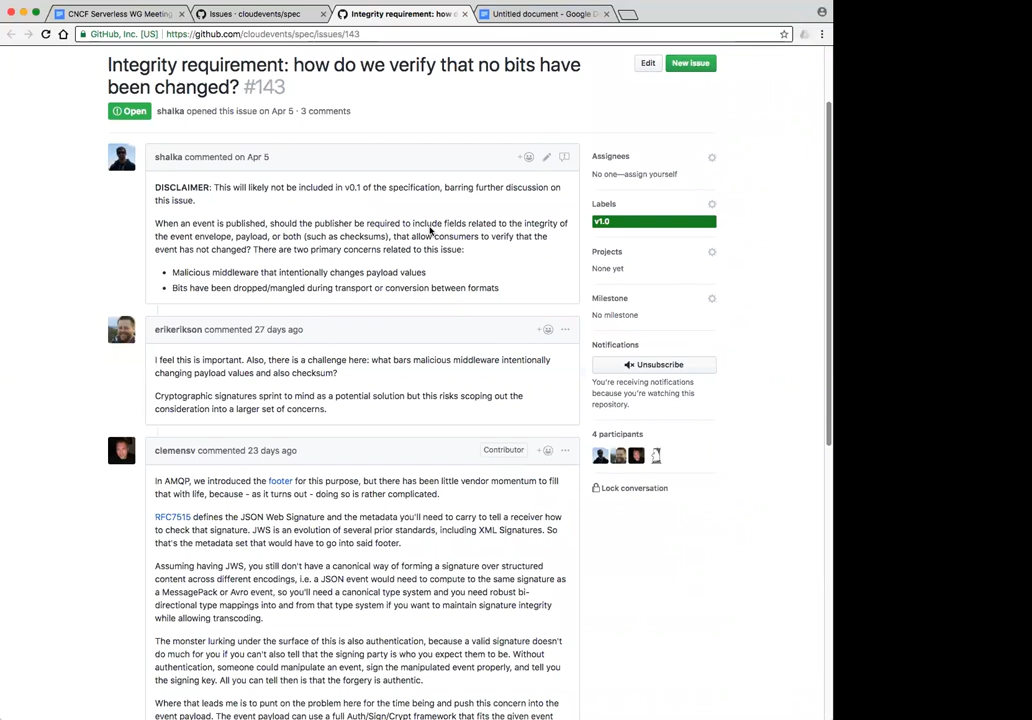 CNCF Serverless WG Meeting
Issues · cloudevents/spec
Integrity requirement: how
Untitled document - Google D
GitHub, Inc. [US] | https://github.com/cloudevents/spec/issues/143
Integrity requirement: how do we verify that no bits have
been changed? #143
Edit
New issue
Open
shalka opened this issue on Apr 5 · 3 comments
shalka commented on Apr 5
DISCLAIMER: This will likely not be included in v0.1 of the specification, barring further discussion on
this issue.
When an event is published, should the publisher be required to include fields related to the integrity of
the event envelope, payload, or both (such as checksums), that allow consumers to verify that the
event has not changed? There are two primary concerns related to this issue:
• Malicious middleware that intentionally changes payload values
• Bits have been dropped/mangled during transport or conversion between formats
erikerikson commented 27 days ago
I feel this is important. Also, there is a challenge here: what bars malicious middleware intentionally
changing payload values and also checksum?
Cryptographic signatures sprint to mind as a potential solution but this risks scoping out the
consideration into a larger set of concerns.
clemensv commented 23 days ago
Contributor
In AMQP, we introduced the footer for this purpose, but there has been little vendor momentum to fill
that with life, because - as it turns out - doing so is rather complicated.
RFC7515 defines the JSON Web Signature and the metadata you'll need to carry to tell a receiver how
to check that signature. JWS is an evolution of several prior standards, including XML Signatures. So
that's the metadata set that would have to go into said footer.
Assuming having JWS, you still don't have a canonical way of forming a signature over structured
content across different encodings, i.e. a JSON event would need to compute to the same signature as
a MessagePack or Avro event, so you'll need a canonical type system and you need robust bi-
directional type mappings into and from that type system if you want to maintain signature integrity
while allowing transcoding.
The monster lurking under the surface of this is also authentication, because a valid signature doesn't
do much for you if you can't also tell that the signing party is who you expect them to be. Without
authentication, someone could manipulate an event, sign the manipulated event properly, and tell you
the signing key. All you can tell then is that the forgery is authentic.
Where that leads me is to punt on the problem here for the time being and push this concern into the
event payload. The event payload can use a full Auth/Sign/Crypt framework that fits the given event
Assignees
No one—assign yourself
Labels
v1.0
Projects
None yet
Milestone
No milestone
Notifications
Unsubscribe
You're receiving notifications
because you're watching this
repository.
4 participants
Lock conversation